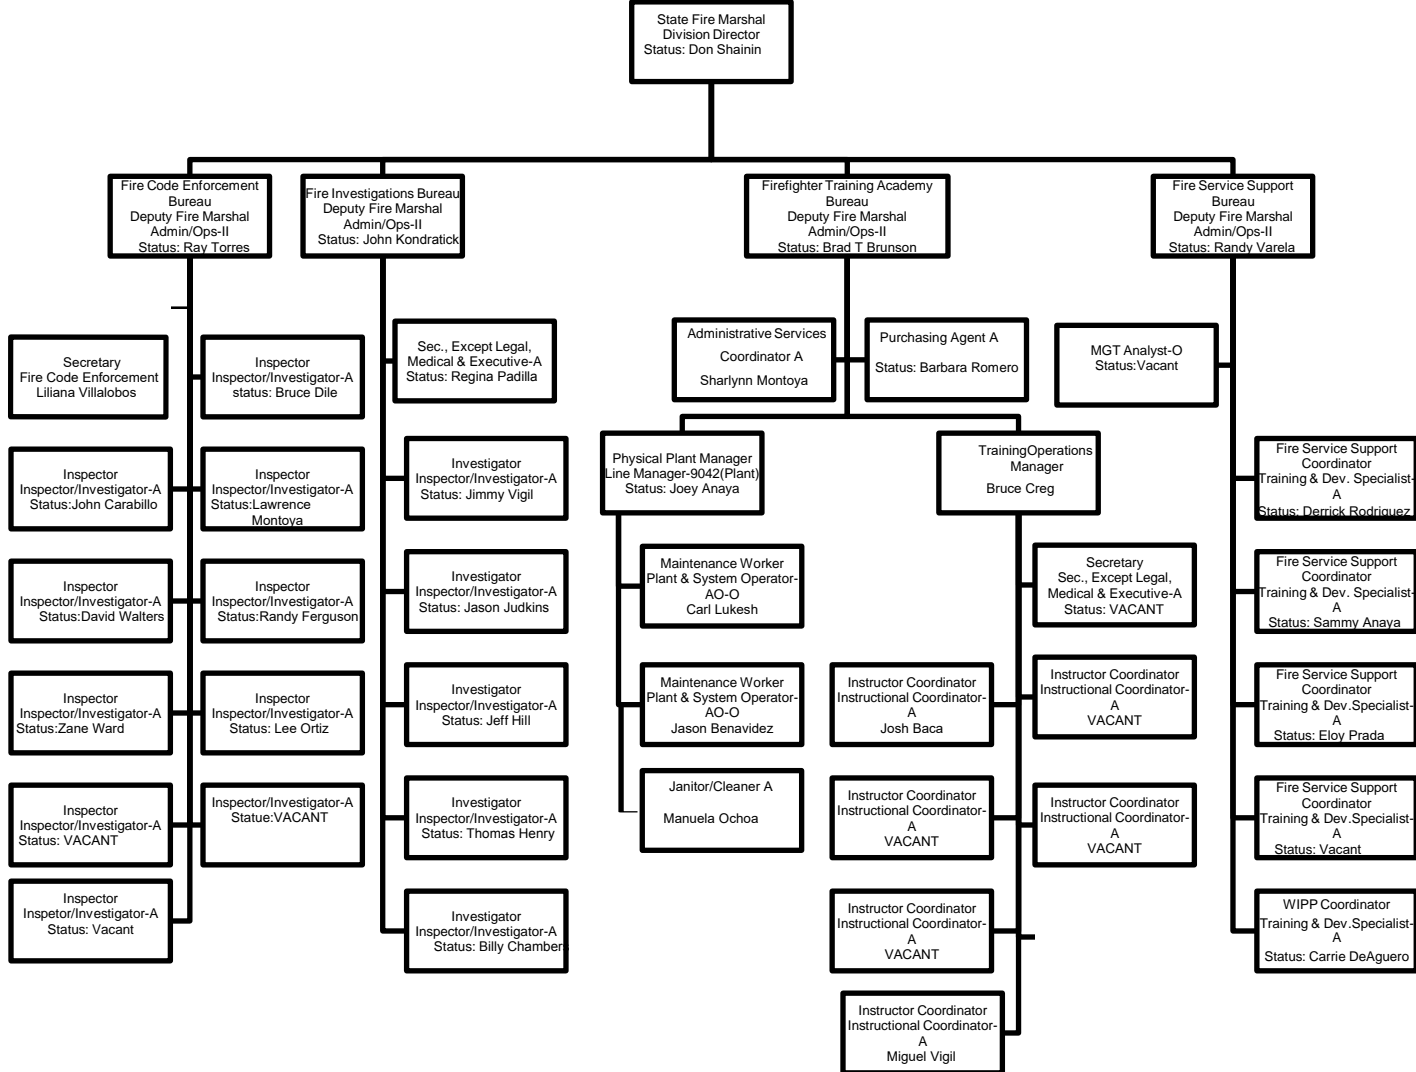 State Fire Marshal
Division Director
Status: Don Shainin
Fire Code Enforcement
Bureau
Deputy Fire Marshal
Admin/Ops-II
Status: Ray Torres
Fire Investigations Bureau
Deputy Fire Marshal
Admin/Ops-II
Status: John Kondratick
Firefighter Training Academy
Bureau
Deputy Fire Marshal
Admin/Ops-II
Status: Brad T Brunson
Fire Service Support
Bureau
Deputy Fire Marshal
Admin/Ops-II
Status: Randy Varela
Secretary
Fire Code Enforcement
Liliana Villalobos
Inspector
Inspector/Investigator-A
status: Bruce Dile
Inspector
Inspector/Investigator-A
Status:John Carabillo
Inspector
Inspector/Investigator-A
Status:Lawrence
Montoya
Inspector
Inspector/Investigator-A
Status:David Walters
Inspector
Inspector/Investigator-A
Status:Randy Ferguson
Inspector
Inspector/Investigator-A
Status:Zane Ward
Inspector
Inspector/Investigator-A
Status: Lee Ortiz
Inspector
Inspector/Investigator-A
Status: VACANT
Inspector/Investigator-A
Statue:VACANT
Inspector
Inspetor/Investigator-A
Status: Vacant
Sec., Except Legal,
Medical & Executive-A
Status: Regina Padilla
Investigator
Inspector/Investigator-A
Status: Jimmy Vigil
Investigator
Inspector/Investigator-A
Status: Jason Judkins
Investigator
Inspector/Investigator-A
Status: Jeff Hill
Investigator
Inspector/Investigator-A
Status: Thomas Henry
Investigator
Inspector/Investigator-A
Status: Billy Chambers
Administrative Services
Coordinator A
Sharlynn Montoya
Purchasing Agent A
Status: Barbara Romero
Physical Plant Manager
Line Manager-9042(Plant)
Status: Joey Anaya
TrainingOperations
Manager
Bruce Creg
Maintenance Worker
Plant & System Operator-
AO-O
Carl Lukesh
Maintenance Worker
Plant & System Operator-
AO-O
Jason Benavidez
Janitor/Cleaner A
Manuela Ochoa
Secretary
Sec., Except Legal,
Medical & Executive-A
Status: VACANT
Instructor Coordinator
Instructional Coordinator-
A
Josh Baca
Instructor Coordinator
Instructional Coordinator-
A
VACANT
Instructor Coordinator
Instructional Coordinator-
A
VACANT
Instructor Coordinator
Instructional Coordinator-
A
VACANT
Instructor Coordinator
Instructional Coordinator-
A
VACANT
Instructor Coordinator
Instructional Coordinator-
A
Miguel Vigil
MGT Analyst-O
Status:Vacant
Fire Service Support
Coordinator
Training & Dev. Specialist-
A
Status: Derrick Rodriguez
Fire Service Support
Coordinator
Training & Dev. Specialist-
A
Status: Sammy Anaya
Fire Service Support
Coordinator
Training & Dev.Specialist-
A
Status: Eloy Prada
Fire Service Support
Coordinator
Training & Dev.Specialist-
A
Status: Vacant
WIPP Coordinator
Training & Dev.Specialist-
A
Status: Carrie DeAguero